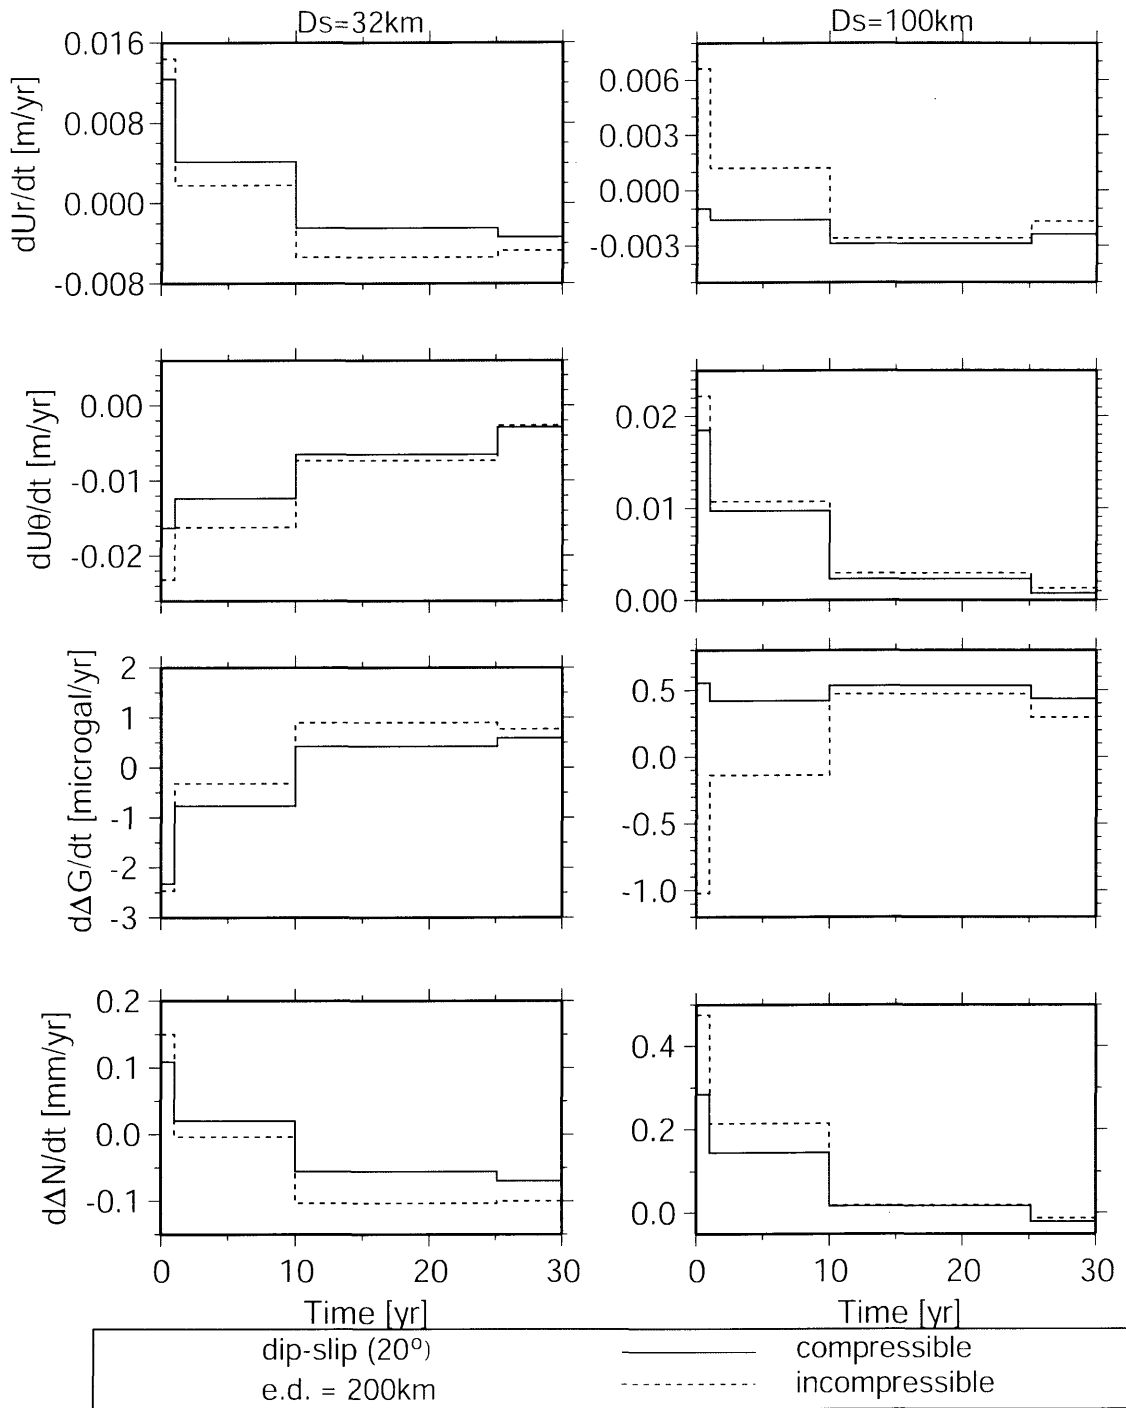 Ds=32km
Ds=100km
dUr/dt [m/yr]
0.016
0.008
0.000
-0.008
0.006
0.003
0.000
-0.003
dUθ/dt [m/yr]
0.00
-0.01
-0.02
0.02
0.01
0.00
dΔG/dt [microgal/yr]
2
1
0
-1
-2
-3
0.5
0.0
-0.5
-1.0
dΔN/dt [mm/yr]
0.2
0.1
0.0
-0.1
0.4
0.2
0.0
0 10 20 30
0 10 20 30
Time [yr]
Time [yr]
dip-slip (20°)
e.d. = 200km
compressible
incompressible